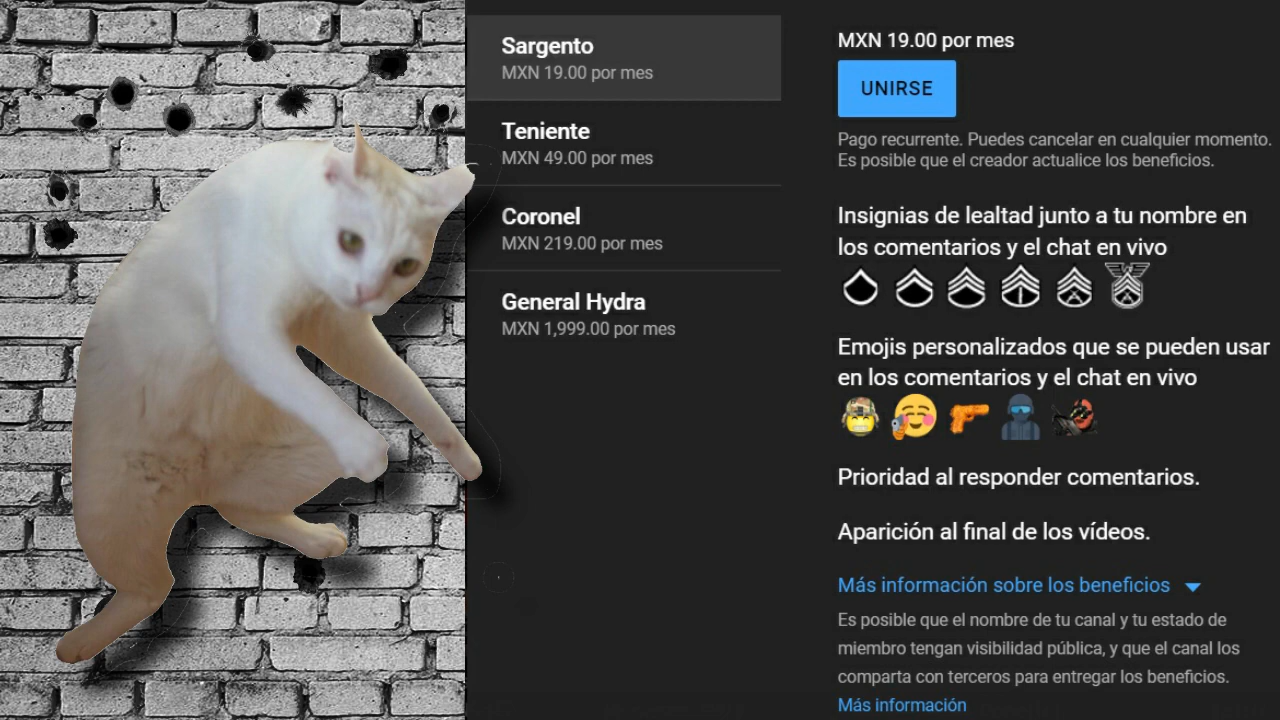 Sargento
MXN 19.00 por mes
Teniente
MXN 49.00 por mes
Coronel
MXN 219.00 por mes
General Hydra
MXN 1,999.00 por mes
MXN 19.00 por mes
UNIRSE
Pago recurrente. Puedes cancelar en cualquier momento.
Es posible que el creador actualice los beneficios.
Insignias de lealtad junto a tu nombre en
los comentarios y el chat en vivo
Emojis personalizados que se pueden usar
en los comentarios y el chat en vivo
Prioridad al responder comentarios.
Aparición al final de los vídeos.
Más información sobre los beneficios
Es posible que el nombre de tu canal y tu estado de
miembro tengan visibilidad pública, y que el canal los
comparta con terceros para entregar los beneficios.
Más información